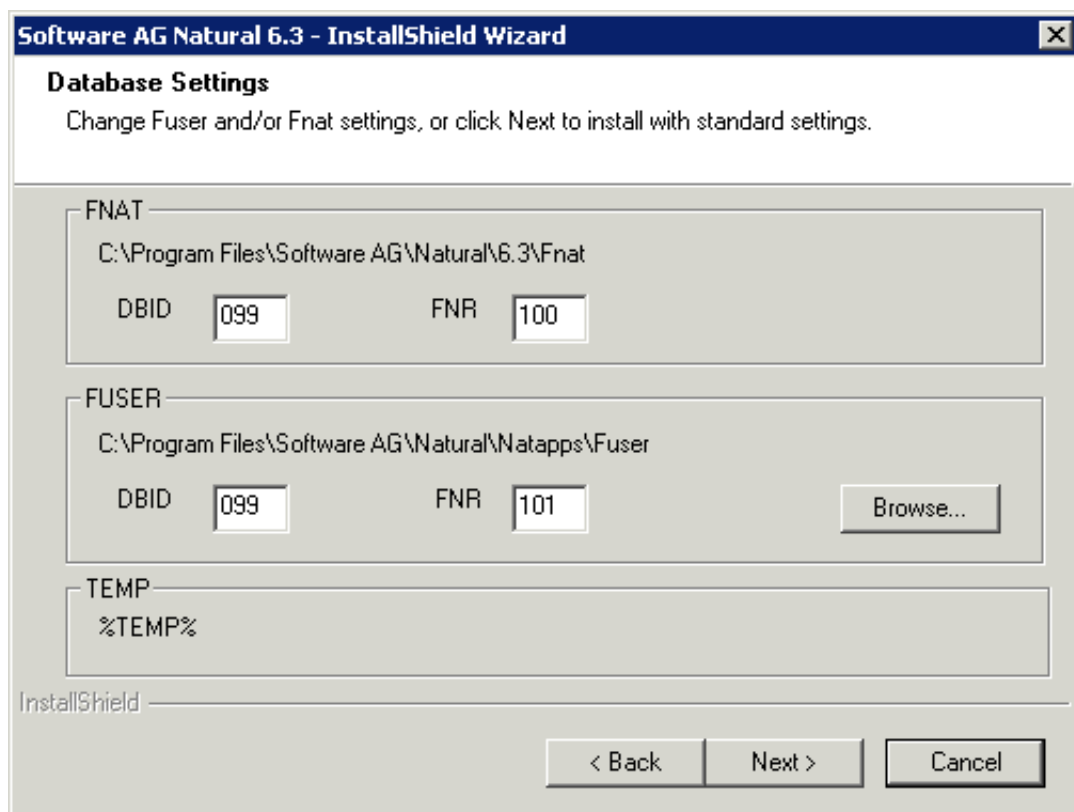 Software AG Natural 6.3 - InstallShield Wizard
Database Settings
Change Fuser and/or Fnat settings, or click Next to install with standard settings.
FNAT
C:\Program Files\Software AG\Natural\6.3\Fnat
DBID 099 FNR 100
FUSER
C:\Program Files\Software AG\Natural\Natapps\Fuser
DBID 099 FNR 101 Browse...
TEMP
%TEMP%
InstallShield
< Back Next > Cancel